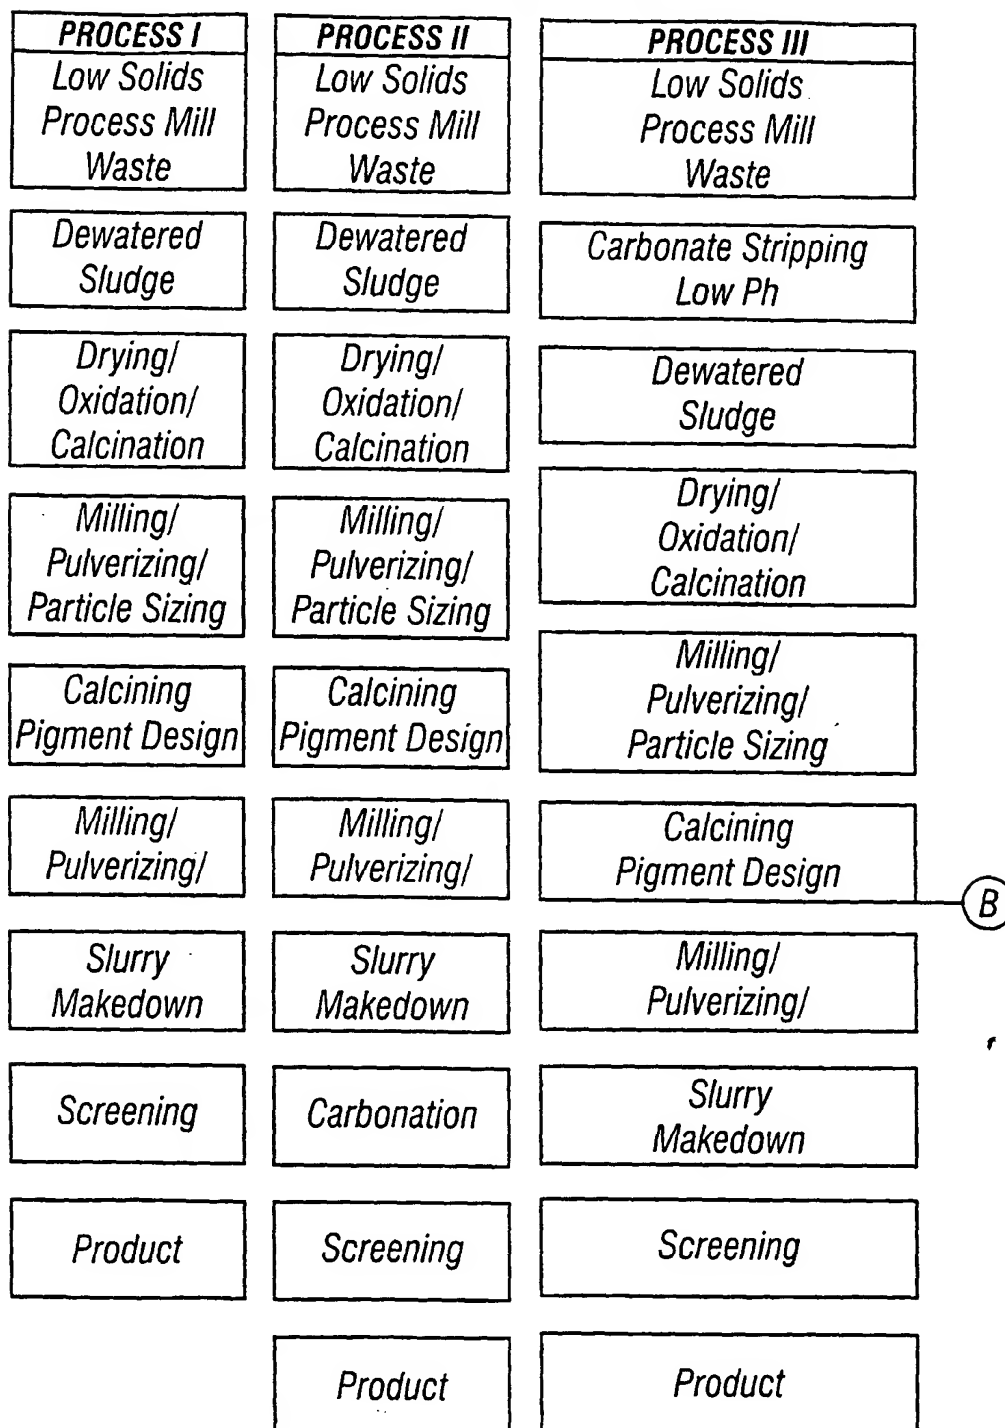 PROCESS I
Low Solids
Process Mill
Waste
Dewatered
Sludge
Drying/
Oxidation/
Calcination
Milling/
Pulverizing/
Particle Sizing
Calcining
Pigment Design
Milling/
Pulverizing/
Slurry
Makedown
Screening
Product
PROCESS II
Low Solids
Process Mill
Waste
Dewatered
Sludge
Drying/
Oxidation/
Calcination
Milling/
Pulverizing/
Particle Sizing
Calcining
Pigment Design
Milling/
Pulverizing/
Slurry
Makedown
Carbonation
Screening
Product
PROCESS III
Low Solids
Process Mill
Waste
Carbonate Stripping
Low Ph
Dewatered
Sludge
Drying/
Oxidation/
Calcination
Milling/
Pulverizing/
Particle Sizing
Calcining
Pigment Design
B
Milling/
Pulverizing/
Slurry
Makedown
Screening
Product